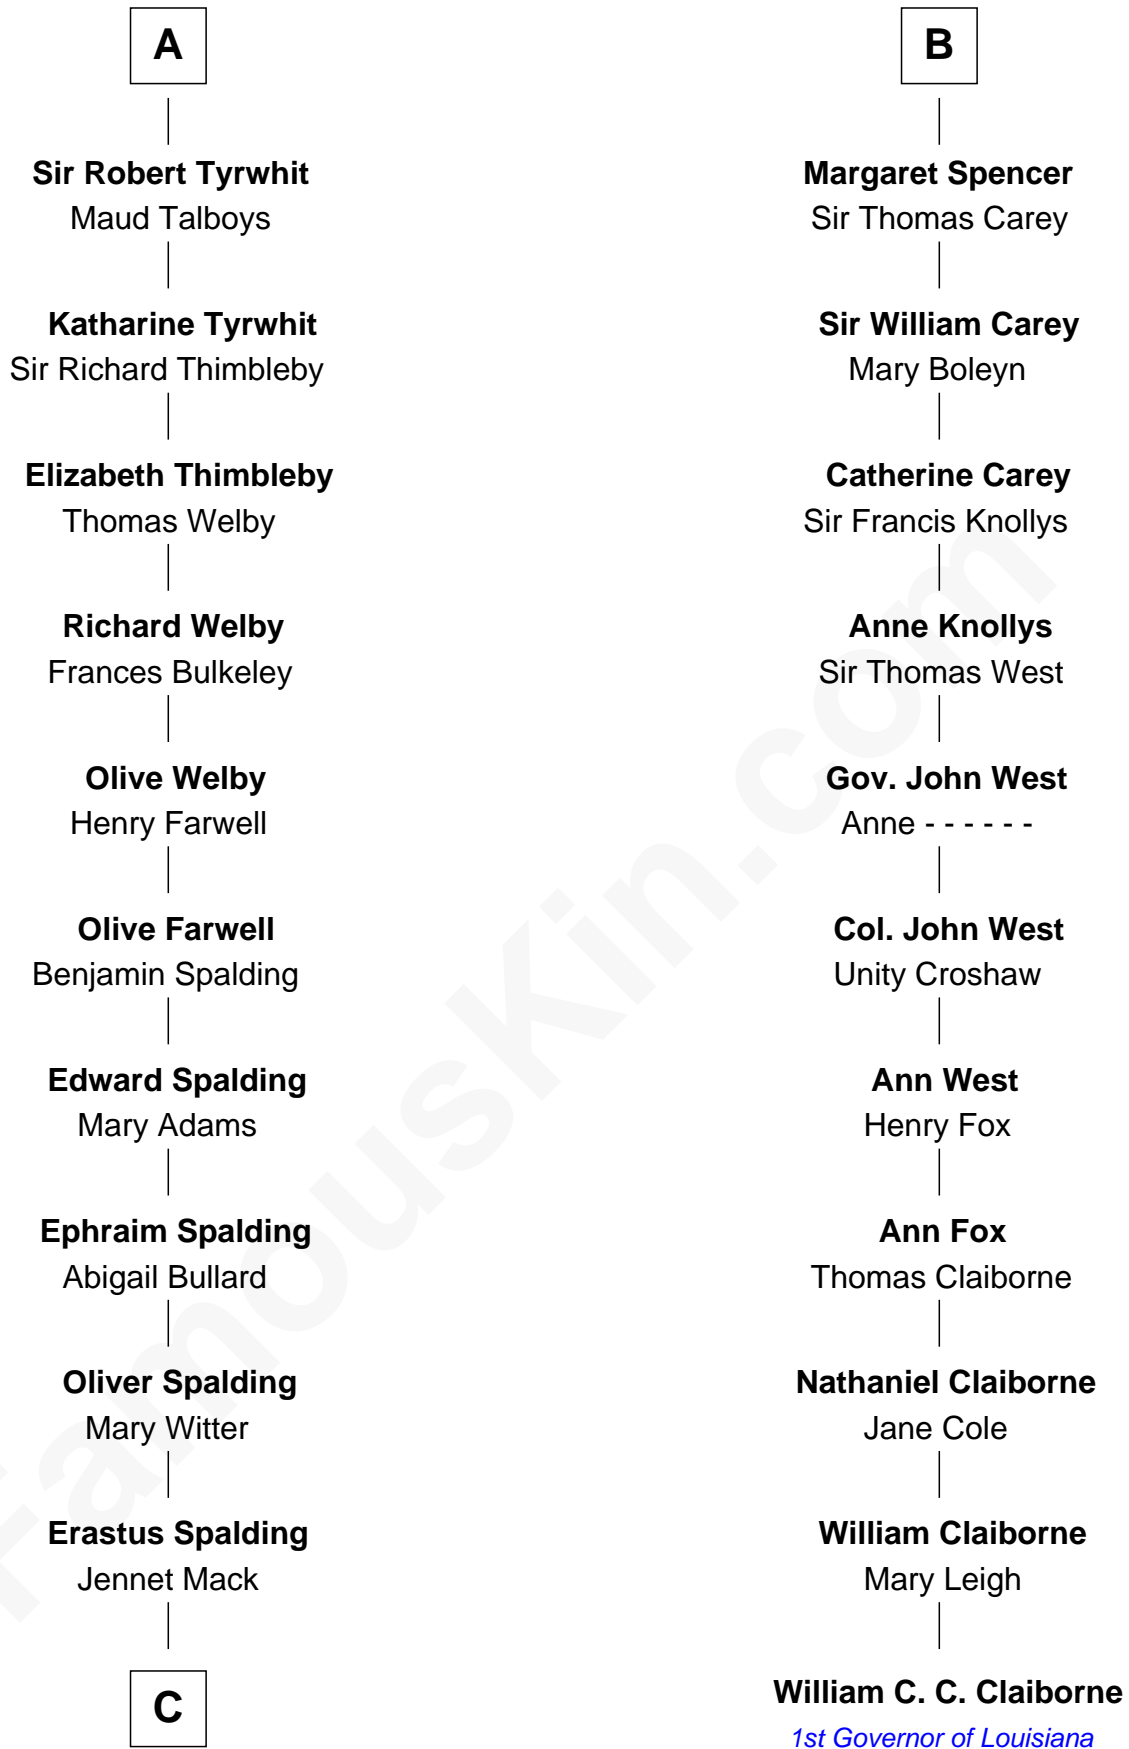 A
Sir Robert Tyrwhit
Maud Talboys
Katharine Tyrwhit
Sir Richard Thimbleby
Elizabeth Thimbleby
Thomas Welby
Richard Welby
Frances Bulkeley
Olive Welby
Henry Farwell
Olive Farwell
Benjamin Spalding
Edward Spalding
Mary Adams
Ephraim Spalding
Abigail Bullard
Oliver Spalding
Mary Witter
Erastus Spalding
Jennet Mack
C
B
Margaret Spencer
Sir Thomas Carey
Sir William Carey
Mary Boleyn
Catherine Carey
Sir Francis Knollys
Anne Knollys
Sir Thomas West
Gov. John West
Anne - - - - - -
Col. John West
Unity Croshaw
Ann West
Henry Fox
Ann Fox
Thomas Claiborne
Nathaniel Claiborne
Jane Cole
William Claiborne
Mary Leigh
William C. C. Claiborne
1st Governor of Louisiana
FamousKin.com